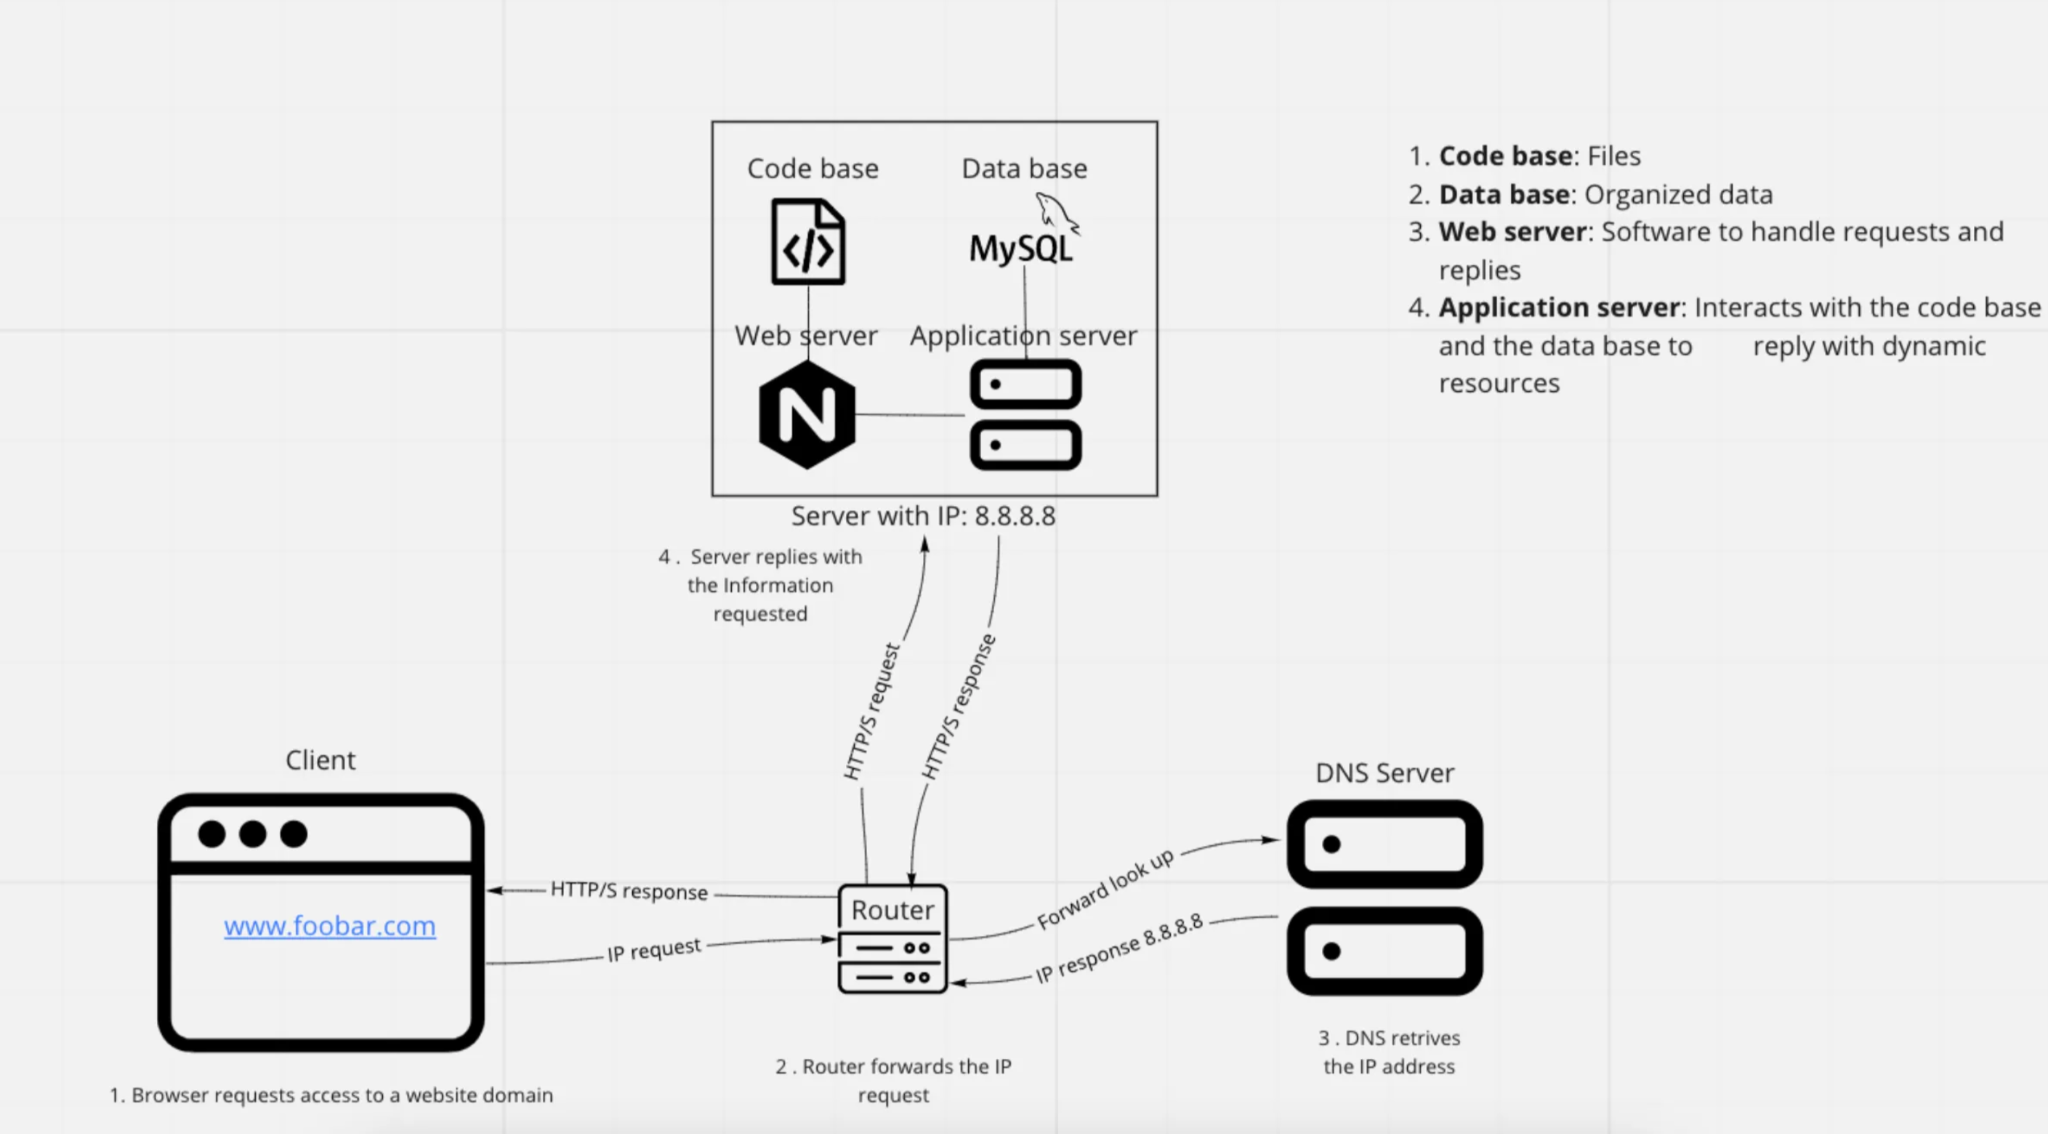 Code base
Data base
MySQL
Web server
Application server
N
Server with IP: 8.8.8.8
1. Code base: Files
2. Data base: Organized data
3. Web server: Software to handle requests and
replies
4. Application server: Interacts with the code base
and the data base to reply with dynamic
resources
4 . Server replies with
the Information
requested
HTTP/S request
HTTP/S response
Client
www.foobar.com
1. Browser requests access to a website domain
HTTP/S response
IP request
Router
2 . Router forwards the IP
request
Forward look up
IP response 8.8.8.8
DNS Server
3 . DNS retrives
the IP address